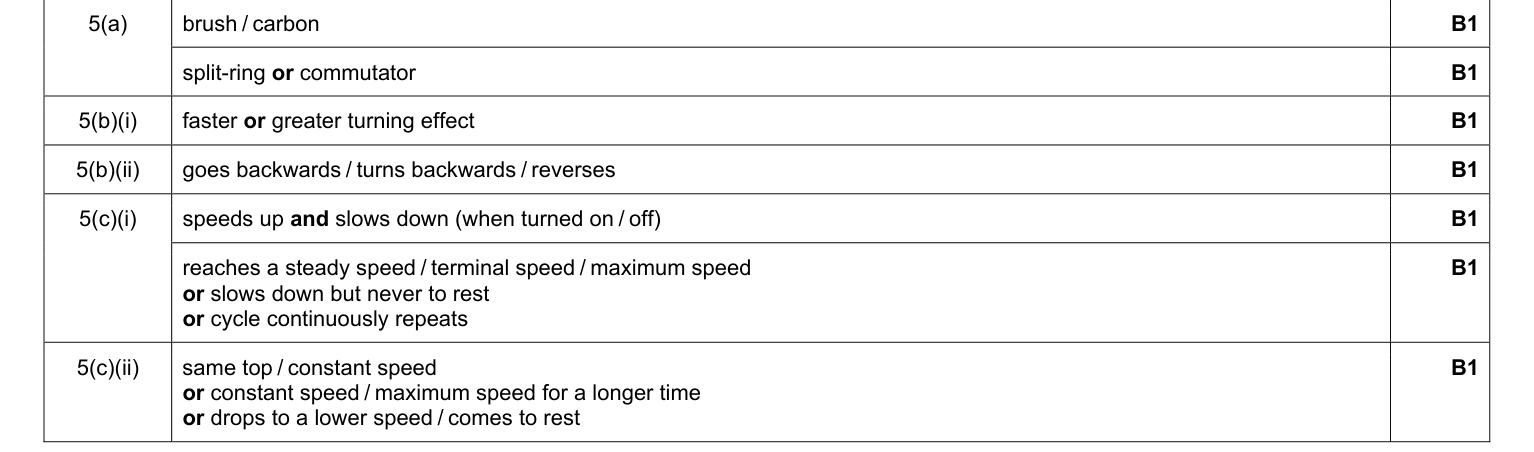 5(a) brush / carbon B1
split-ring or commutator B1
5(b)(i) faster or greater turning effect B1
5(b)(ii) goes backwards / turns backwards / reverses B1
5(c)(i) speeds up and slows down (when turned on / off) B1
reaches a steady speed / terminal speed / maximum speed B1
or slows down but never to rest
or cycle continuously repeats
5(c)(ii) same top / constant speed B1
or constant speed / maximum speed for a longer time
or drops to a lower speed / comes to rest